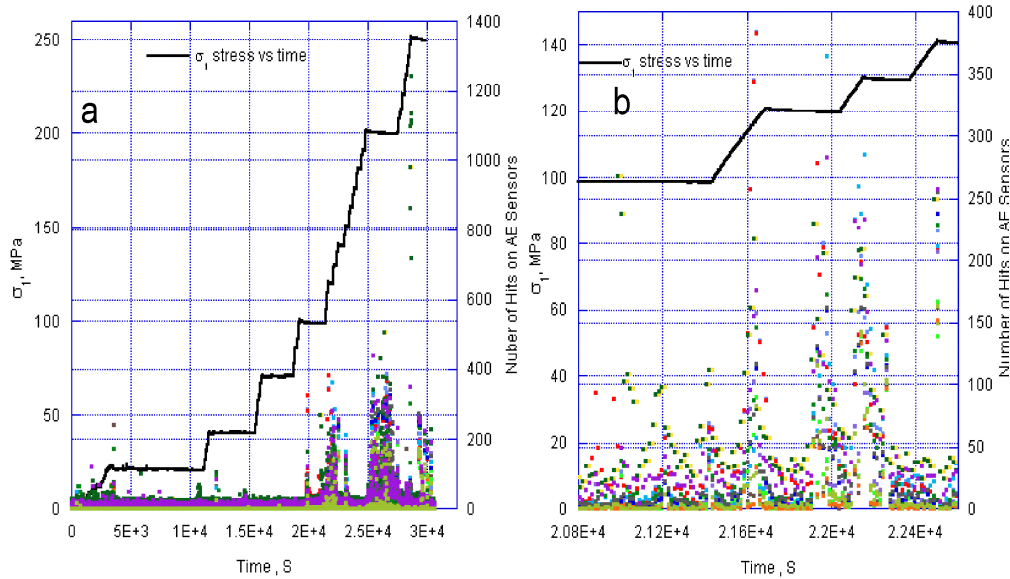 σ1 stress vs time
a
σ1, MPa
250
200
150
100
50
0
1400
1200
1000
800
600
400
200
0
Nuber of Hits on AE Sensors
0
5E+3
1E+4
1.5E+4
2E+4
2.5E+4
3E+4
Time , S
σ1 stress vs time
b
σ1, MPa
140
120
100
80
60
40
20
0
400
350
300
250
200
150
100
50
0
Number of Hits on AE Sensors
2.08E+4
2.12E+4
2.16E+4
2.2E+4
2.24E+4
Time , S